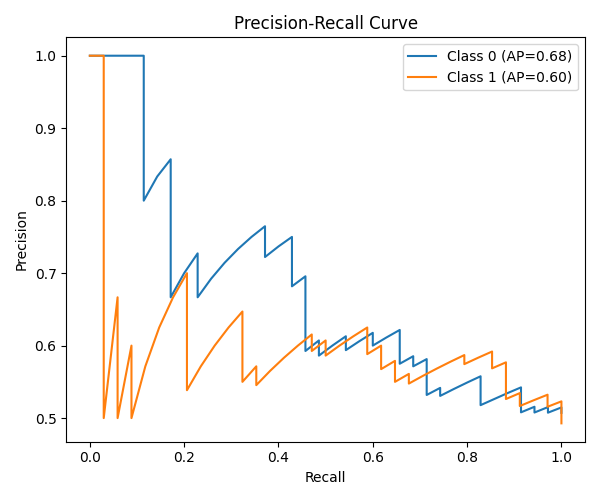 Precision-Recall Curve
Class 0 (AP=0.68)
Class 1 (AP=0.60)
1.0
0.9
0.8
0.7
0.6
0.5
Precision
0.0 0.2 0.4 0.6 0.8 1.0
Recall